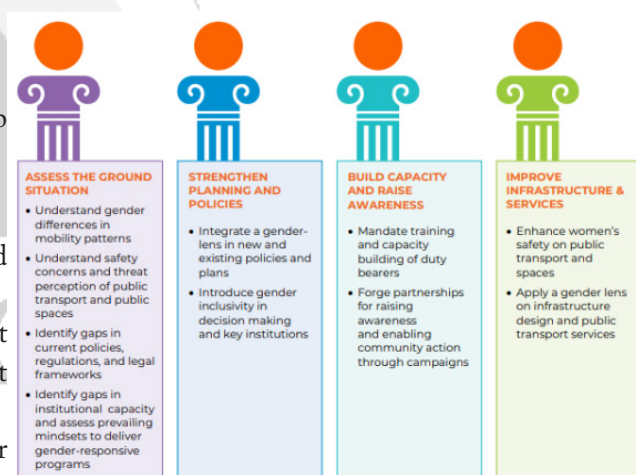 ASSESS THE GROUND
SITUATION
• Understand gender
differences in
mobility patterns
• Understand safety
concerns and threat
perception of public
transport and public
spaces
• Identify gaps in
current policies,
regulations, and legal
frameworks
• Identify gaps in
institutional capacity
and assess prevailing
mindsets to deliver
gender-responsive
programs
STRENGTHEN
PLANNING AND
POLICIES
• Integrate a gender-
lens in new and
existing policies and
plans
• Introduce gender
inclusivity in
decision making
and key institutions
BUILD CAPACITY
AND RAISE
AWARENESS
• Mandate training
and capacity
building of duty
bearers
• Forge partnerships
for raising
awareness
and enabling
community action
through campaigns
IMPROVE
INFRASTRUCTURE &
SERVICES
• Enhance women's
safety on public
transport and
spaces
• Apply a gender lens
on infrastructure
design and public
transport services